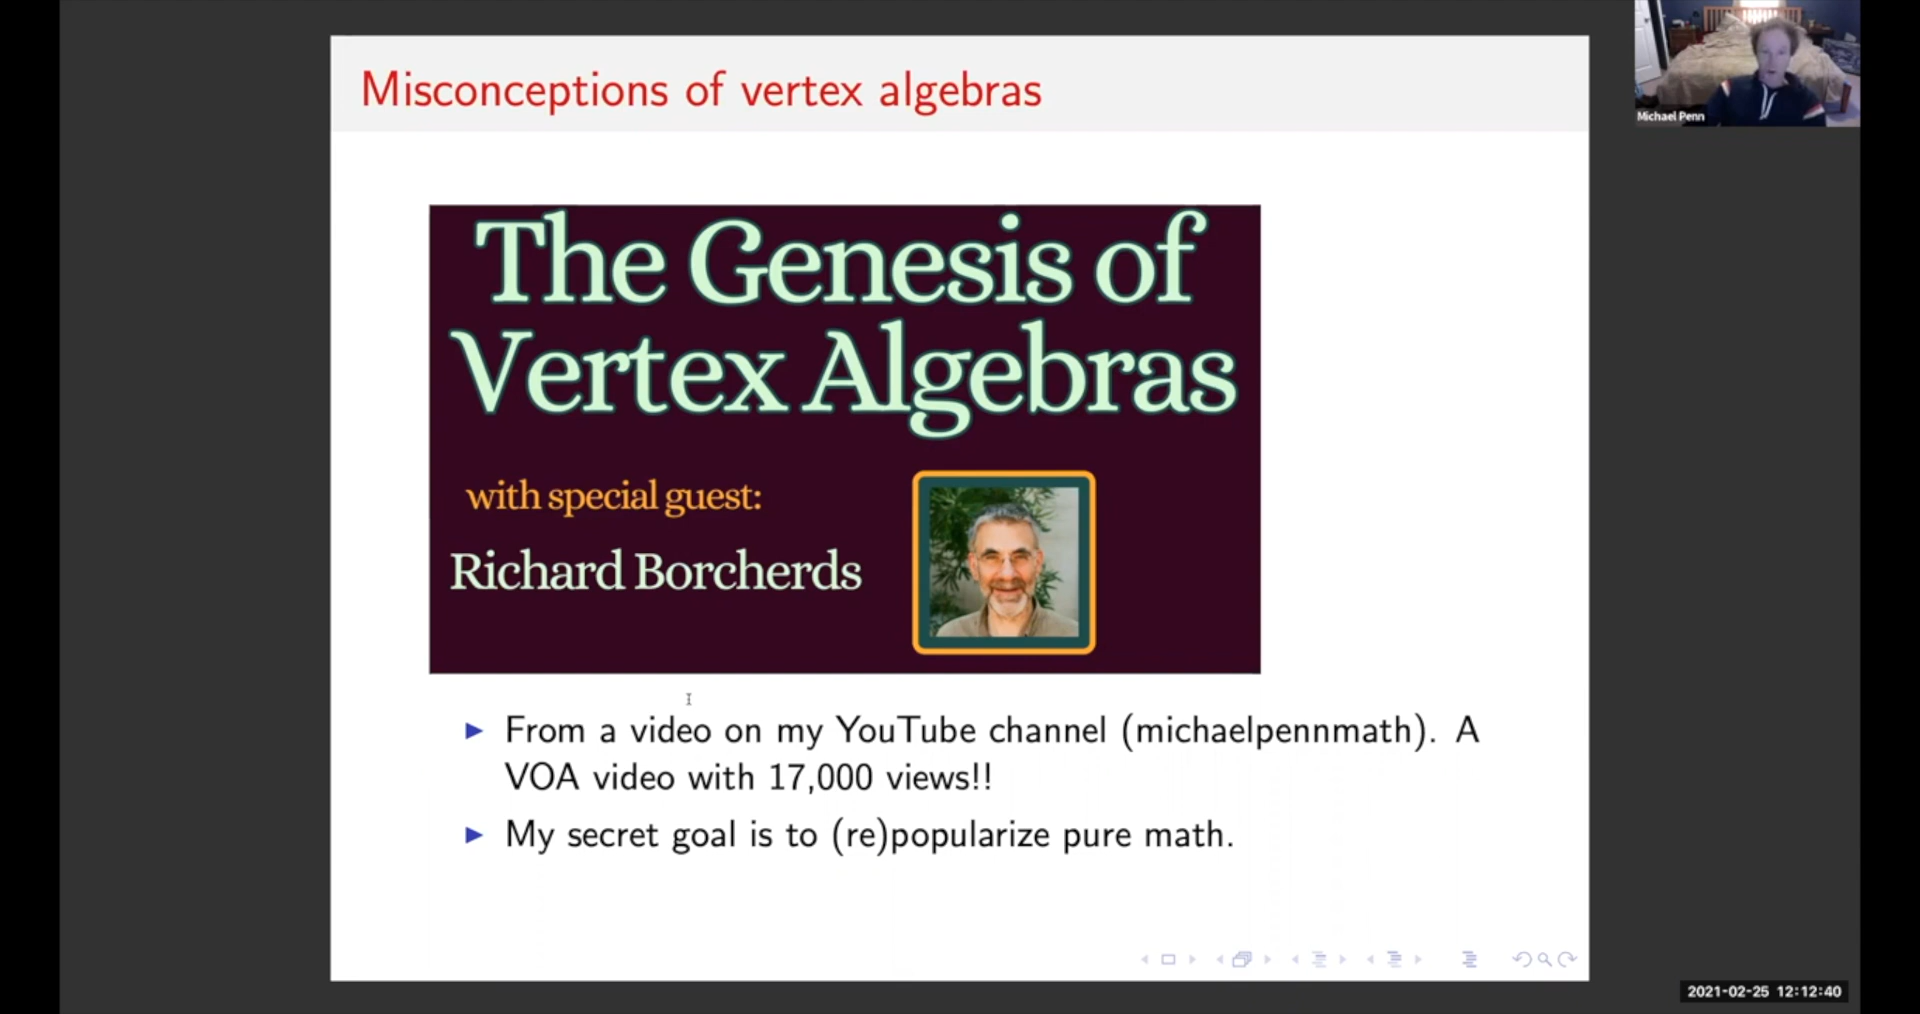 Misconceptions of vertex algebras
Michael Penn
The Genesis of
Vertex Algebras
with special guest:
Richard Borcherds
From a video on my YouTube channel (michaelpennmath). A
VOA video with 17,000 views!!
My secret goal is to (re)popularize pure math.
2021-02-25 12:12:40